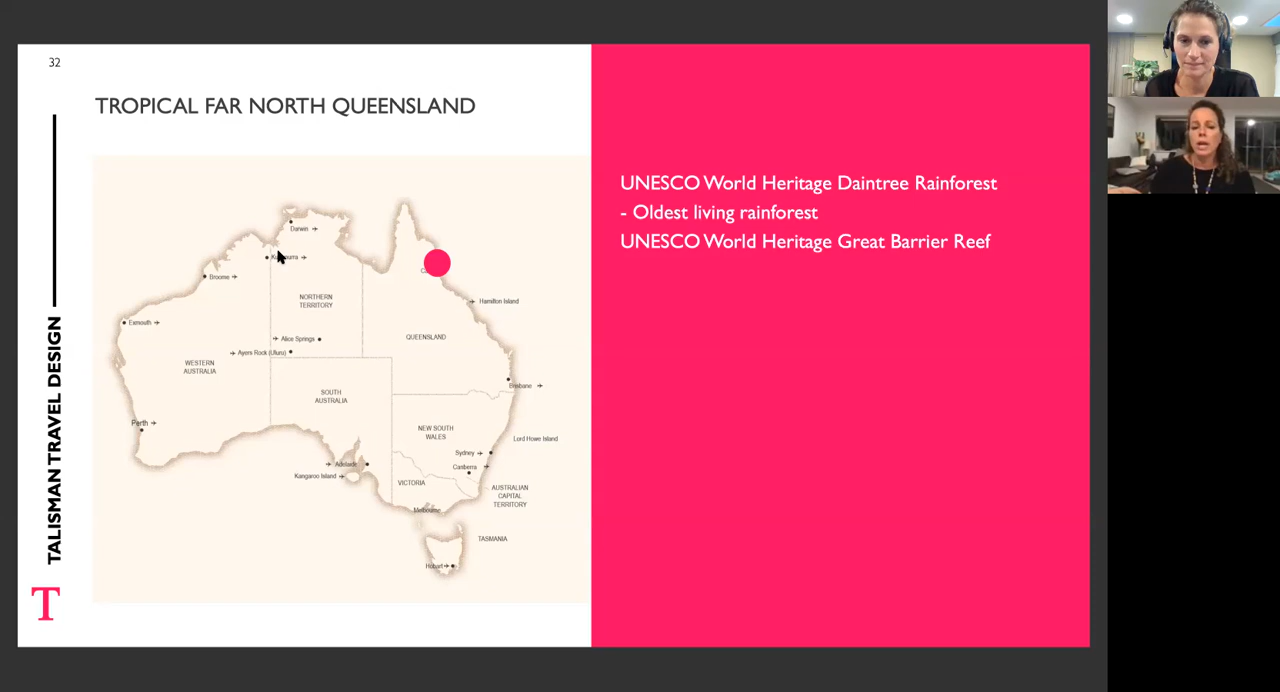 32
TROPICAL FAR NORTH QUEENSLAND
UNESCO World Heritage Daintree Rainforest
- Oldest living rainforest
UNESCO World Heritage Great Barrier Reef
Darwin
Broome
Exmouth
NORTHERN
TERRITORY
Hamilton Island
Alice Springs
Ayers Rock (Uluru)
QUEENSLAND
WESTERN
AUSTRALIA
SOUTH
AUSTRALIA
Brisbane
Perth
NEW SOUTH
WALES
Lord Howe Island
Sydney
Canberra
Adelaide
Kangaroo Island
VICTORIA
AUSTRALIAN
CAPITAL
TERRITORY
Melbourne
TASMANIA
Hobart
TALISMAN TRAVEL DESIGN
T